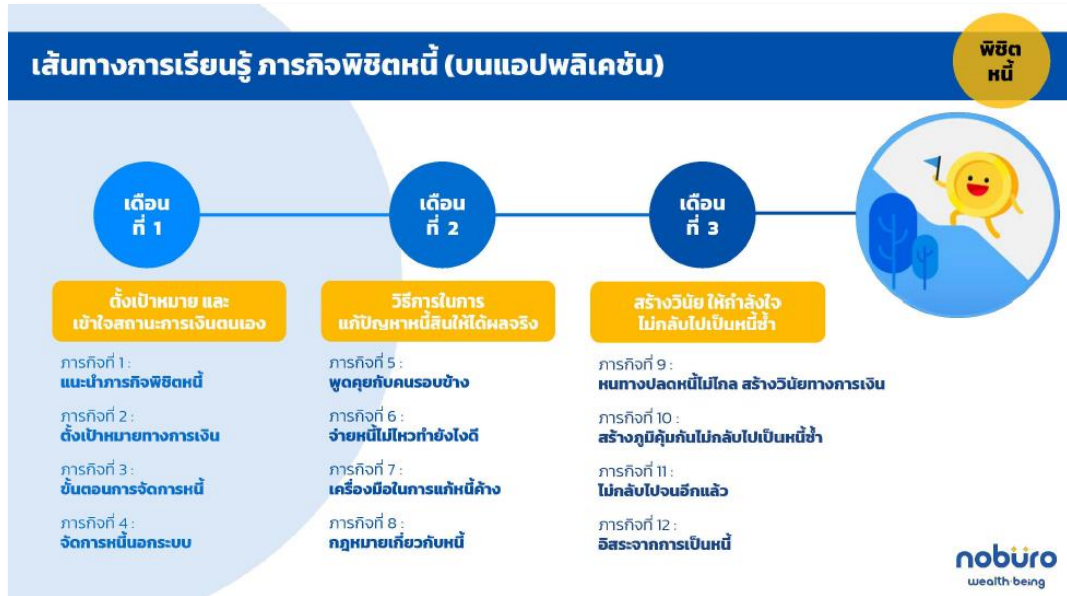 เส้นทางการเรียนรู้ ภารกิจพิชิตหนี้ (บนแอปพลิเคชัน)
พิชิต
หนี้
เดือน
ที่ 1
เดือน
ที่ 2
เดือน
ที่ 3
ตั้งเป้าหมาย และ
เข้าใจสถานะการเงินตนเอง
ภารกิจที่ 1 :
แนะนำภารกิจพิชิตหนี้
ภารกิจที่ 2 :
ตั้งเป้าหมายทางการเงิน
ภารกิจที่ 3 :
ขั้นตอนการจัดการหนี้
ภารกิจที่ 4 :
จัดการหนี้นอกระบบ
วิธีการในการ
แก้ปัญหาหนี้สินให้ได้ผลจริง
ภารกิจที่ 5 :
พูดคุยกับคนรอบข้าง
ภารกิจที่ 6 :
จ่ายหนี้ไม่ไหวทำยังไงดี
ภารกิจที่ 7 :
เครื่องมือในการแก้หนี้ค้าง
ภารกิจที่ 8 :
กฎหมายเกี่ยวกับหนี้
สร้างวินัย ให้กำลังใจ
ไม่กลับไปเป็นหนี้ซ้ำ
ภารกิจที่ 9 :
หนทางปลดหนี้ไม่ไกล สร้างวินัยทางการเงิน
ภารกิจที่ 10 :
สร้างภูมิคุ้มกันไม่กลับไปเป็นหนี้ซ้ำ
ภารกิจที่ 11 :
ไม่กลับไปจนอีกแล้ว
ภารกิจที่ 12 :
อิสระจากการเป็นหนี้
nobüro
wealth·being